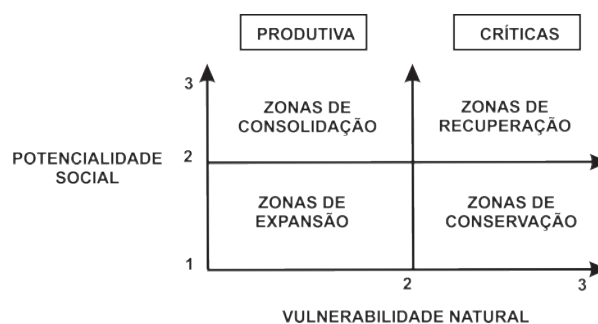 PRODUTIVA
CRÍTICAS
3
ZONAS DE
CONSOLIDAÇÃO
ZONAS DE
RECUPERAÇÃO
POTENCIALIDADE
SOCIAL
2
ZONAS DE
EXPANSÃO
ZONAS DE
CONSERVAÇÃO
1
2
3
VULNERABILIDADE NATURAL